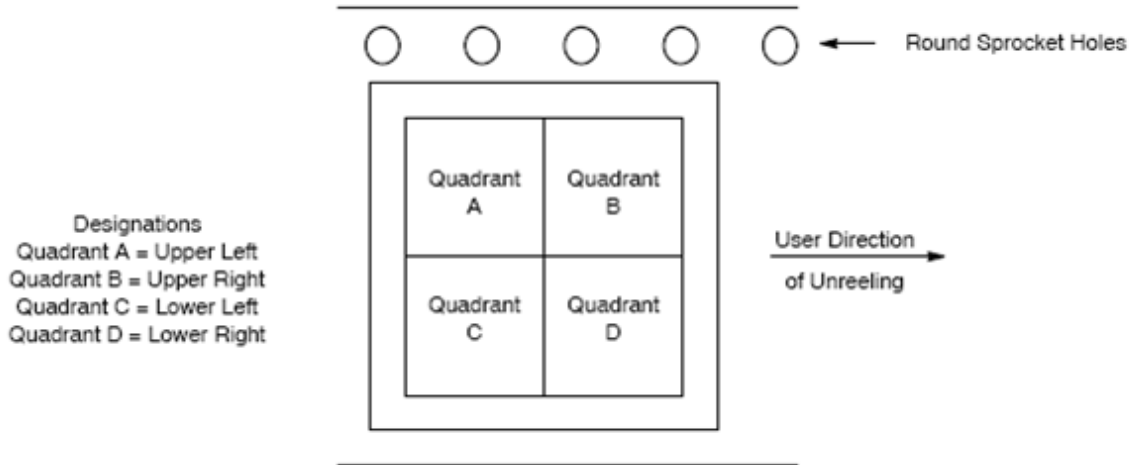 Round Sprocket Holes
Quadrant
A
Quadrant
B
Designations
Quadrant A = Upper Left
Quadrant B = Upper Right
Quadrant C = Lower Left
Quadrant D = Lower Right
User Direction
of Unreeling
Quadrant
C
Quadrant
D